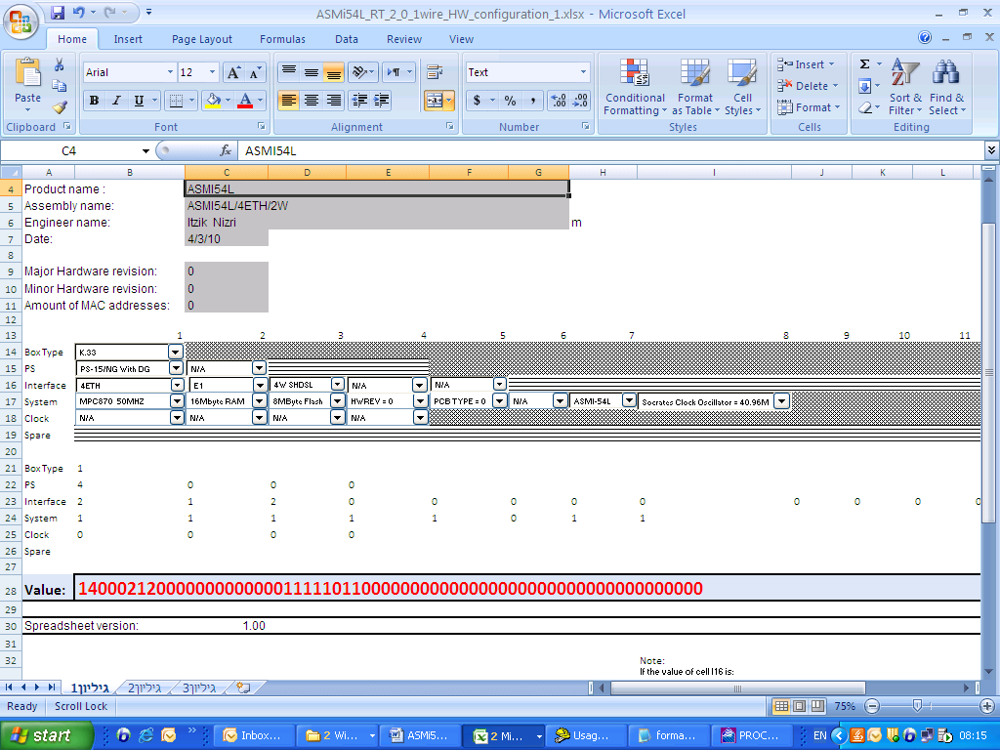 ASMi54L_RT_2_0_1wire_HW_configuration_1.xlsx - Microsoft Excel
Home Insert Page Layout Formulas Data Review View
Paste
Arial 12
Text
Conditional Formatting
Format as Table
Cell Styles
Insert
Delete
Format
Sort & Filter
Find & Select
Clipboard Font Alignment Number Styles Cells Editing
C4 fx ASMI54L
A B C D E F G H I J K L
4 Product name : ASMI54L
5 Assembly name: ASMI54L/4ETH/2W
6 Engineer name: Itzik Nizri m
7 Date: 4/3/10
8
9 Major Hardware revision: 0
10 Minor Hardware revision: 0
11 Amount of MAC addresses: 0
12
13 1 2 3 4 5 6 7 8 9 10 11
14 BoxType K.33
15 PS PS-15/NG With DG N/A
16 Interface 4ETH E1 4W SHDSL N/A N/A
17 System MPC870 50MHZ 16Mbyte RAM 8MByte Flash HWREV = 0 PCB TYPE = 0 N/A ASMI-54L Socrates Clock Oscillator = 40.96M
18 Clock N/A N/A N/A N/A
19 Spare
20
21 BoxType 1
22 PS 4 0 0 0
23 Interface 2 1 2 0 0 0 0 0 0 0 0 0
24 System 1 1 1 1 1 0 1 1
25 Clock 0 0 0 0
26 Spare
27
28 Value:
29
30 Spreadsheet version: 1.00
31
32 Note:
If the value of cell I16 is:
גיליון1 גיליון2 גיליון3
Ready Scroll Lock 75%
start Inbox... 2 Wi... ASMi5... 2 Mi... Usag... forma... PROC... EN 08:15